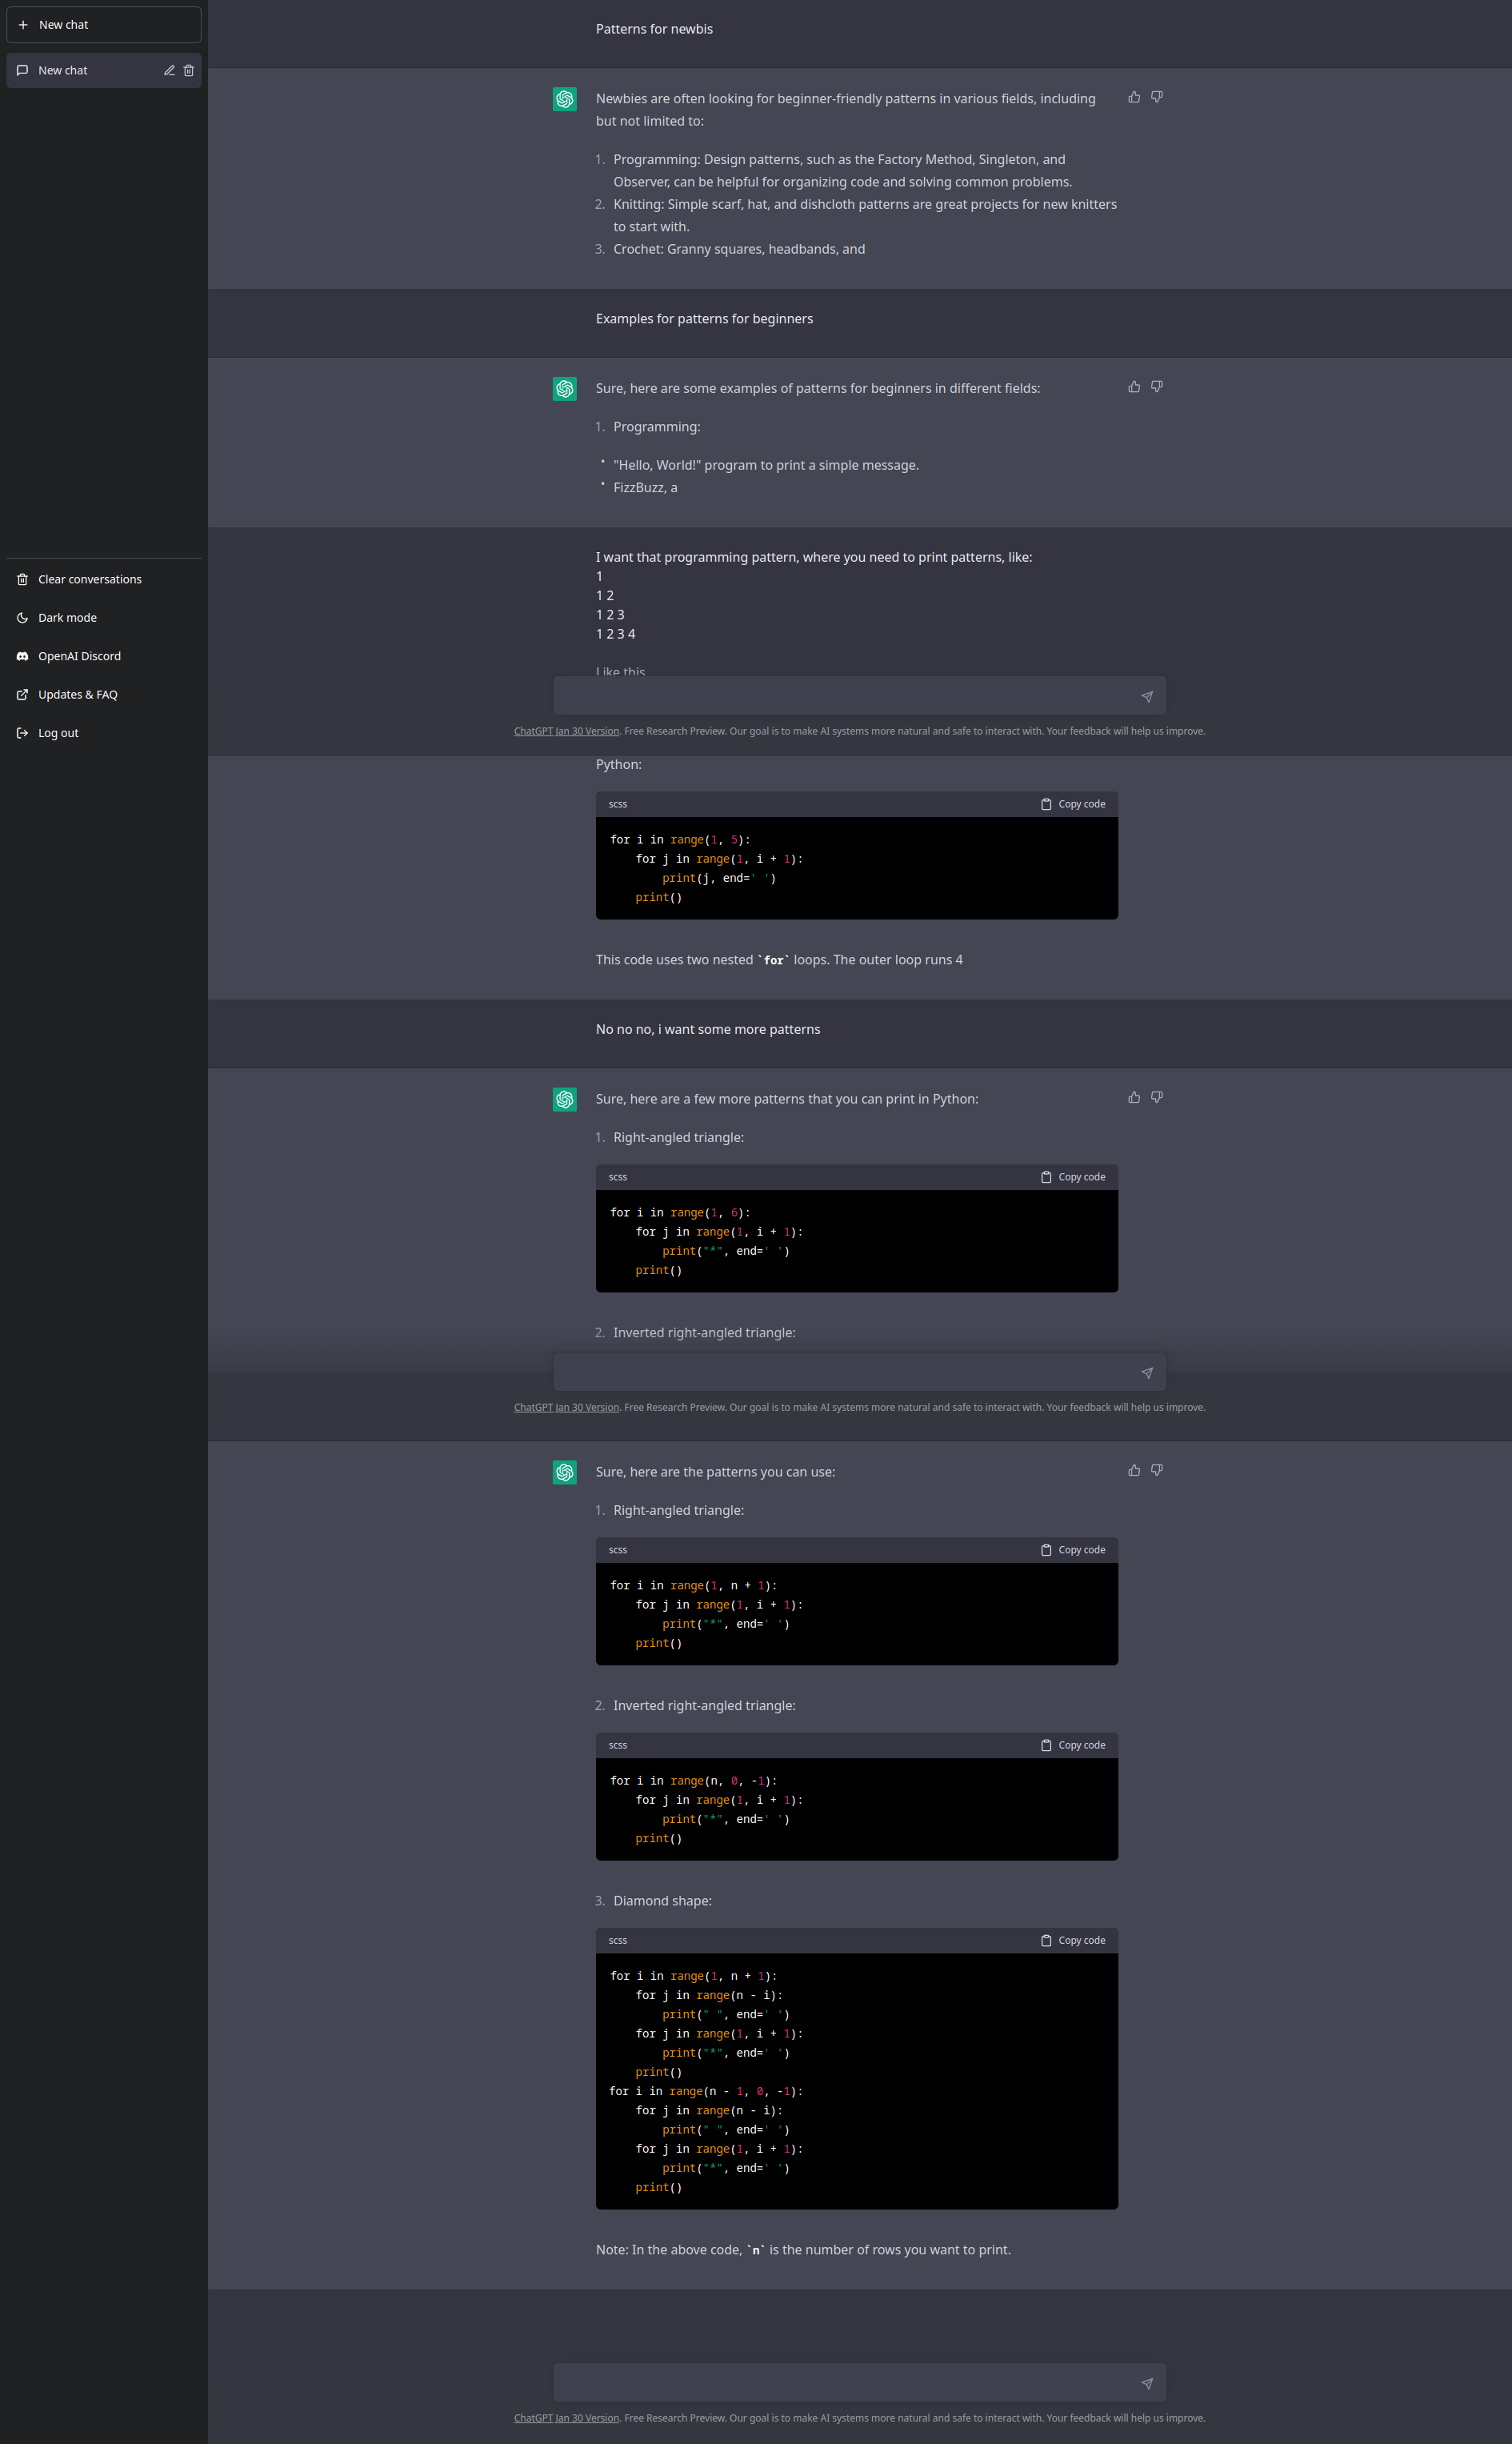 New chat
New chat
Clear conversations
Dark mode
OpenAI Discord
Updates & FAQ
Log out
Patterns for newbis
Newbies are often looking for beginner-friendly patterns in various fields, including
but not limited to:
1. Programming: Design patterns, such as the Factory Method, Singleton, and
Observer, can be helpful for organizing code and solving common problems.
2. Knitting: Simple scarf, hat, and dishcloth patterns are great projects for new knitters
to start with.
3. Crochet: Granny squares, headbands, and
Examples for patterns for beginners
Sure, here are some examples of patterns for beginners in different fields:
1. Programming:
• "Hello, World!" program to print a simple message.
• FizzBuzz, a
I want that programming pattern, where you need to print patterns, like:
1
1 2
1 2 3
1 2 3 4
Like this
ChatGPT Jan 30 Version. Free Research Preview. Our goal is to make AI systems more natural and safe to interact with. Your feedback will help us improve.
Python:
scss Copy code
for i in range(1, 5):
    for j in range(1, i + 1):
        print(j, end=' ')
    print()
This code uses two nested `for` loops. The outer loop runs 4
No no no, i want some more patterns
Sure, here are a few more patterns that you can print in Python:
1. Right-angled triangle:
scss Copy code
for i in range(1, 6):
    for j in range(1, i + 1):
        print("*", end=' ')
    print()
2. Inverted right-angled triangle:
ChatGPT Jan 30 Version. Free Research Preview. Our goal is to make AI systems more natural and safe to interact with. Your feedback will help us improve.
Sure, here are the patterns you can use:
1. Right-angled triangle:
scss Copy code
for i in range(1, n + 1):
    for j in range(1, i + 1):
        print("*", end=' ')
    print()
2. Inverted right-angled triangle:
scss Copy code
for i in range(n, 0, -1):
    for j in range(1, i + 1):
        print("*", end=' ')
    print()
3. Diamond shape:
scss Copy code
for i in range(1, n + 1):
    for j in range(n - i):
        print(" ", end=' ')
    for j in range(1, i + 1):
        print("*", end=' ')
    print()
for i in range(n - 1, 0, -1):
    for j in range(n - i):
        print(" ", end=' ')
    for j in range(1, i + 1):
        print("*", end=' ')
    print()
Note: In the above code, `n` is the number of rows you want to print.
ChatGPT Jan 30 Version. Free Research Preview. Our goal is to make AI systems more natural and safe to interact with. Your feedback will help us improve.